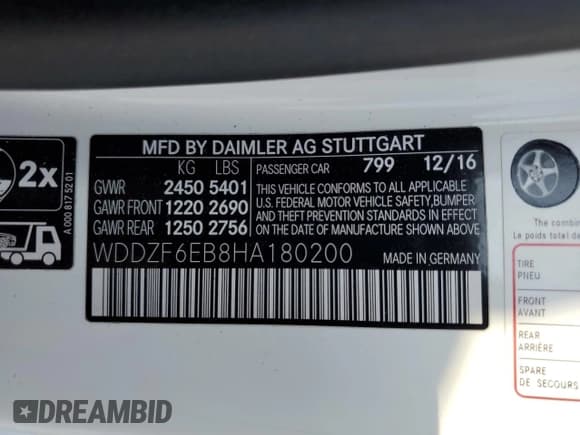 MFD BY DAIMLER AG STUTTGART
KG LBS PASSENGER CAR 799 12/16
GVWR 2450 5401
GAWR FRONT 1220 2690
GAWR REAR 1250 2756
THIS VEHICLE CONFORMS TO ALL APPLICABLE
U.S. FEDERAL MOTOR VEHICLE SAFETY, BUMPER
AND THEFT PREVENTION STANDARDS IN EFFECT
ON THE DATE OF MANUFACTURE SHOWN ABOVE.
WDDZF6EB8HA180200 MADE IN GERMANY
2x
A 000 817 52 01
The combin
Le poids total da
TIRE
PNEU
FRONT
AVANT
REAR
ARRIÈRE
SPARE
DE SECOURS
DREAMBID